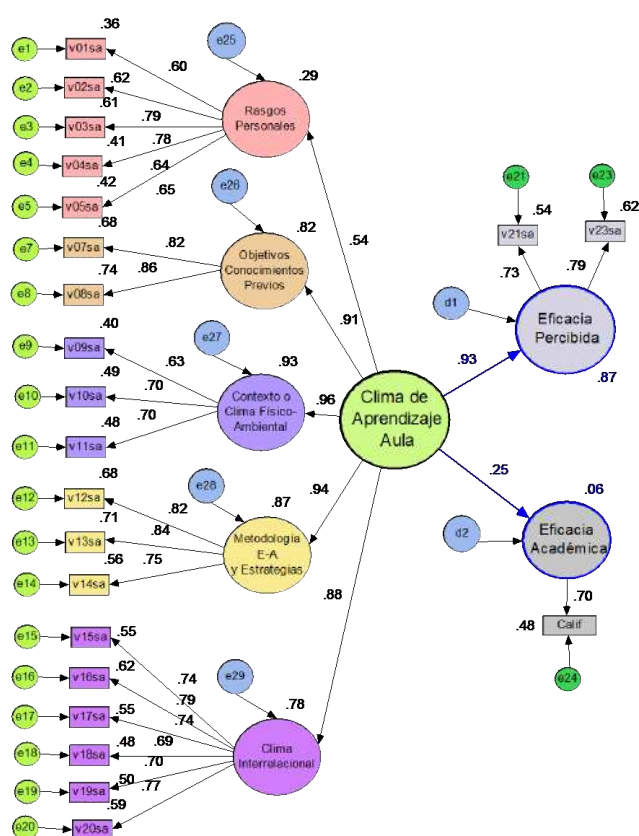 .36
e25
e1
v01sa
.60
.29
e2
.62
v02sa
.61
Rasgos
Personales
.79
e3
v03sa
.41
.78
e4
v04sa
.64
.42
.65
e5
v05sa
e26
.68
.82
e7
v07sa
.82
.74
.86
Objetivos
Conocimientos
Previos
e8
v08sa
.54
.91
e21
e23
.54
.62
v21sa
v23sa
.73
.79
d1
Eficacia
Percibida
.93
.87
e27
.40
.93
e9
v09sa
.63
.49
.70
e10
v10sa
Contexto o
Clima Físico-
Ambiental
.96
.48
.70
e11
v11sa
Clima de
Aprendizaje
Aula
.25
.06
e28
.68
.87
.94
e12
v12sa
.82
.71
.84
e13
v13sa
Metodología
E-A
y Estrategias
.56
.75
e14
v14sa
d2
Eficacia
Académica
.88
.70
.48
Calif
e24
e15
v15sa
.55
e29
.74
.78
e16
v16sa
.62
.79
e17
v17sa
.55
.74
e18
v18sa
.48
.69
Clima
Interrelacional
e19
v19sa
.50
.70
.77
e20
v20sa
.59